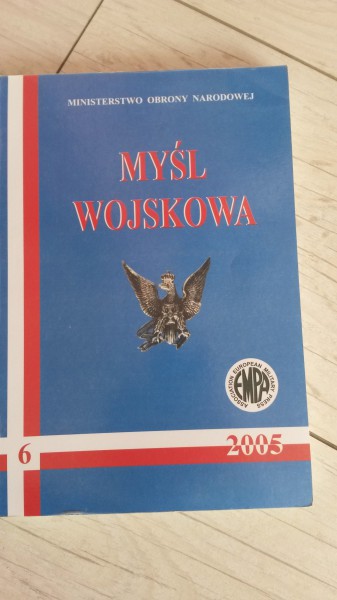 MINISTERSTWO OBRONY NARODOWEJ
MYŚL
WOJSKOWA
ASSOCIATION EUROPEAN MILITARY PRESS
EMPA
6
2005